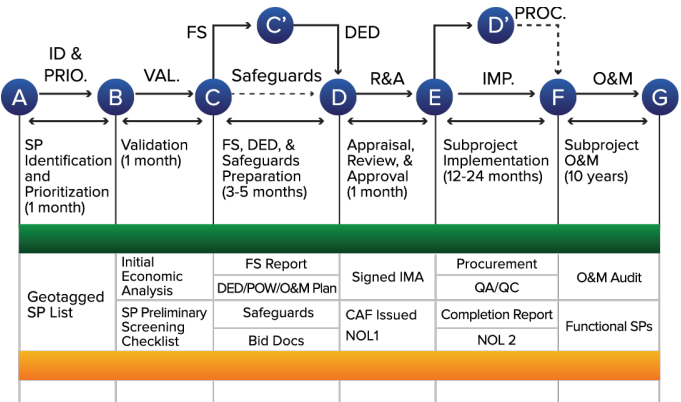 C'
D'
PROC.
FS
DED
ID &
PRIO.
VAL.
Safeguards
R&A
IMP.
O&M
A
B
C
D
E
F
G
SP
Identification
and
Prioritization
(1 month)
Validation
(1 month)
FS, DED, &
Safeguards
Preparation
(3-5 months)
Appraisal,
Review, &
Approval
(1 month)
Subproject
Implementation
(12-24 months)
Subproject
O&M
(10 years)
Geotagged
SP List
Initial
Economic
Analysis
SP Preliminary
Screening
Checklist
FS Report
DED/POW/O&M Plan
Safeguards
Bid Docs
Signed IMA
CAF Issued
NOL1
Procurement
QA/QC
Completion Report
NOL 2
O&M Audit
Functional SPs